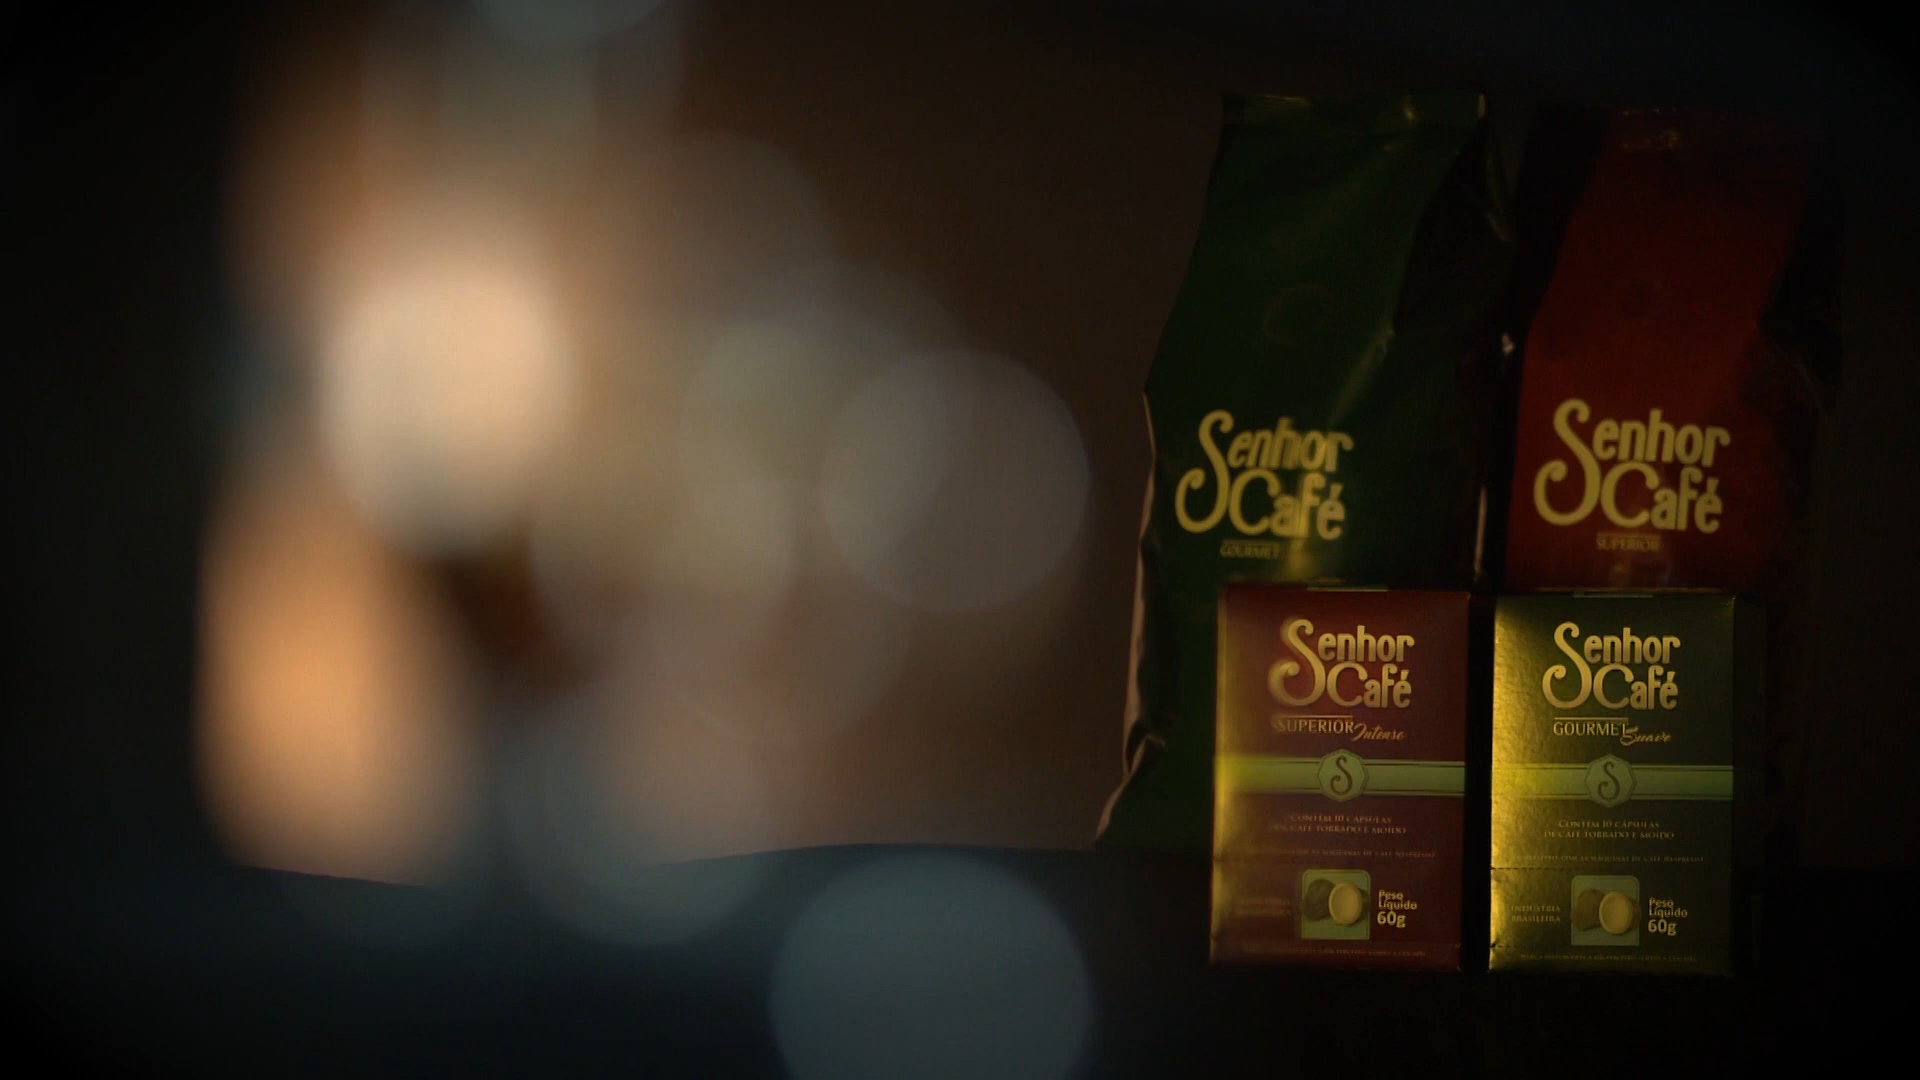 Senhor
Café
GOURMET
Senhor
Café
SUPERIOR
Senhor
Café
SUPERIOR Intenso
S
CONTÉM 10 CÁPSULAS
DE CAFÉ TORRADO E MOÍDO
Peso
Líquido
60g
Senhor
Café
GOURMET Suave
S
CONTÉM 10 CÁPSULAS
DE CAFÉ TORRADO E MOÍDO
INDÚSTRIA
BRASILEIRA
Peso
Líquido
60g